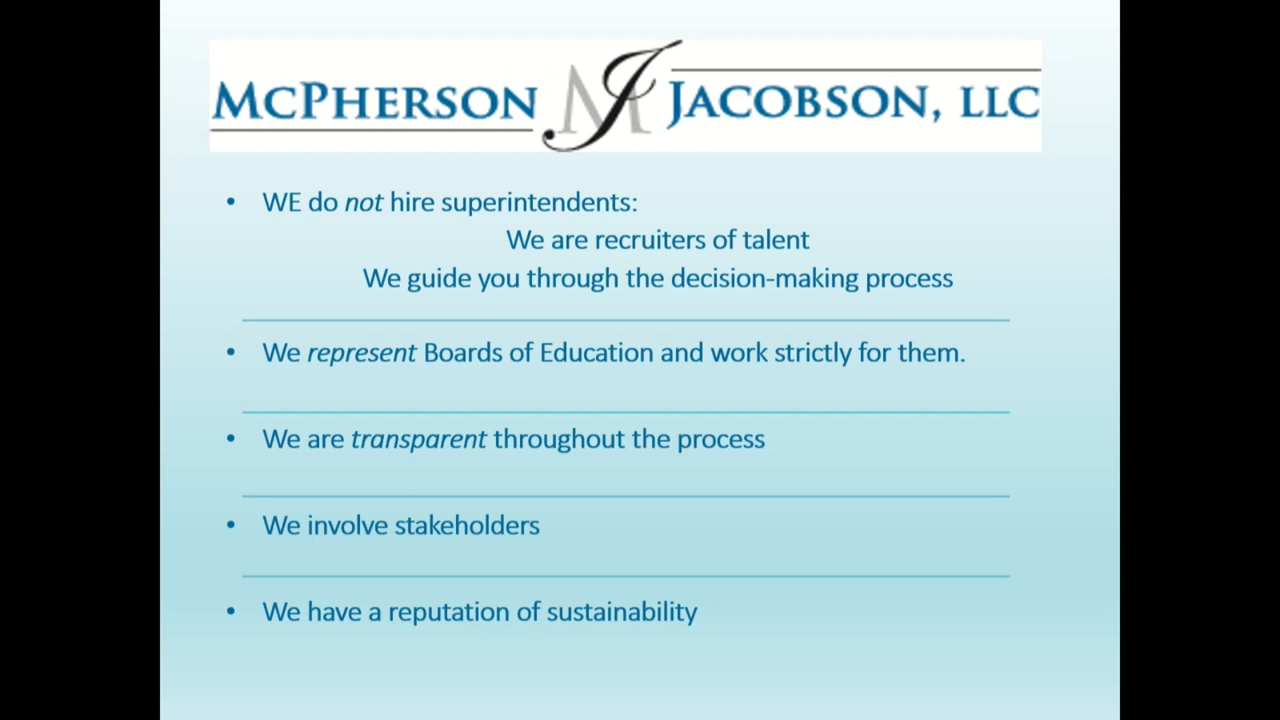 McPHERSON MJ JACOBSON, LLC
• WE do not hire superintendents:
We are recruiters of talent
We guide you through the decision-making process
• We represent Boards of Education and work strictly for them.
• We are transparent throughout the process
• We involve stakeholders
• We have a reputation of sustainability